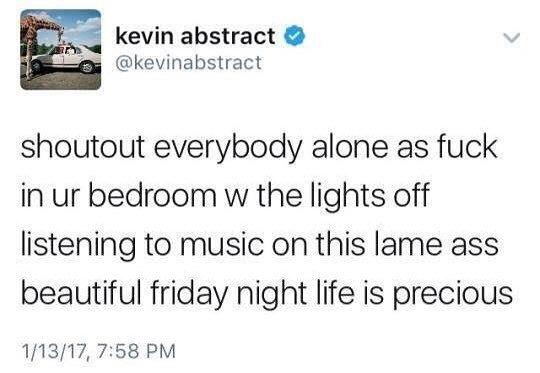 kevin abstract
@kevinabstract
shoutout everybody alone as fuck
in ur bedroom w the lights off
listening to music on this lame ass
beautiful friday night life is precious
1/13/17, 7:58 PM